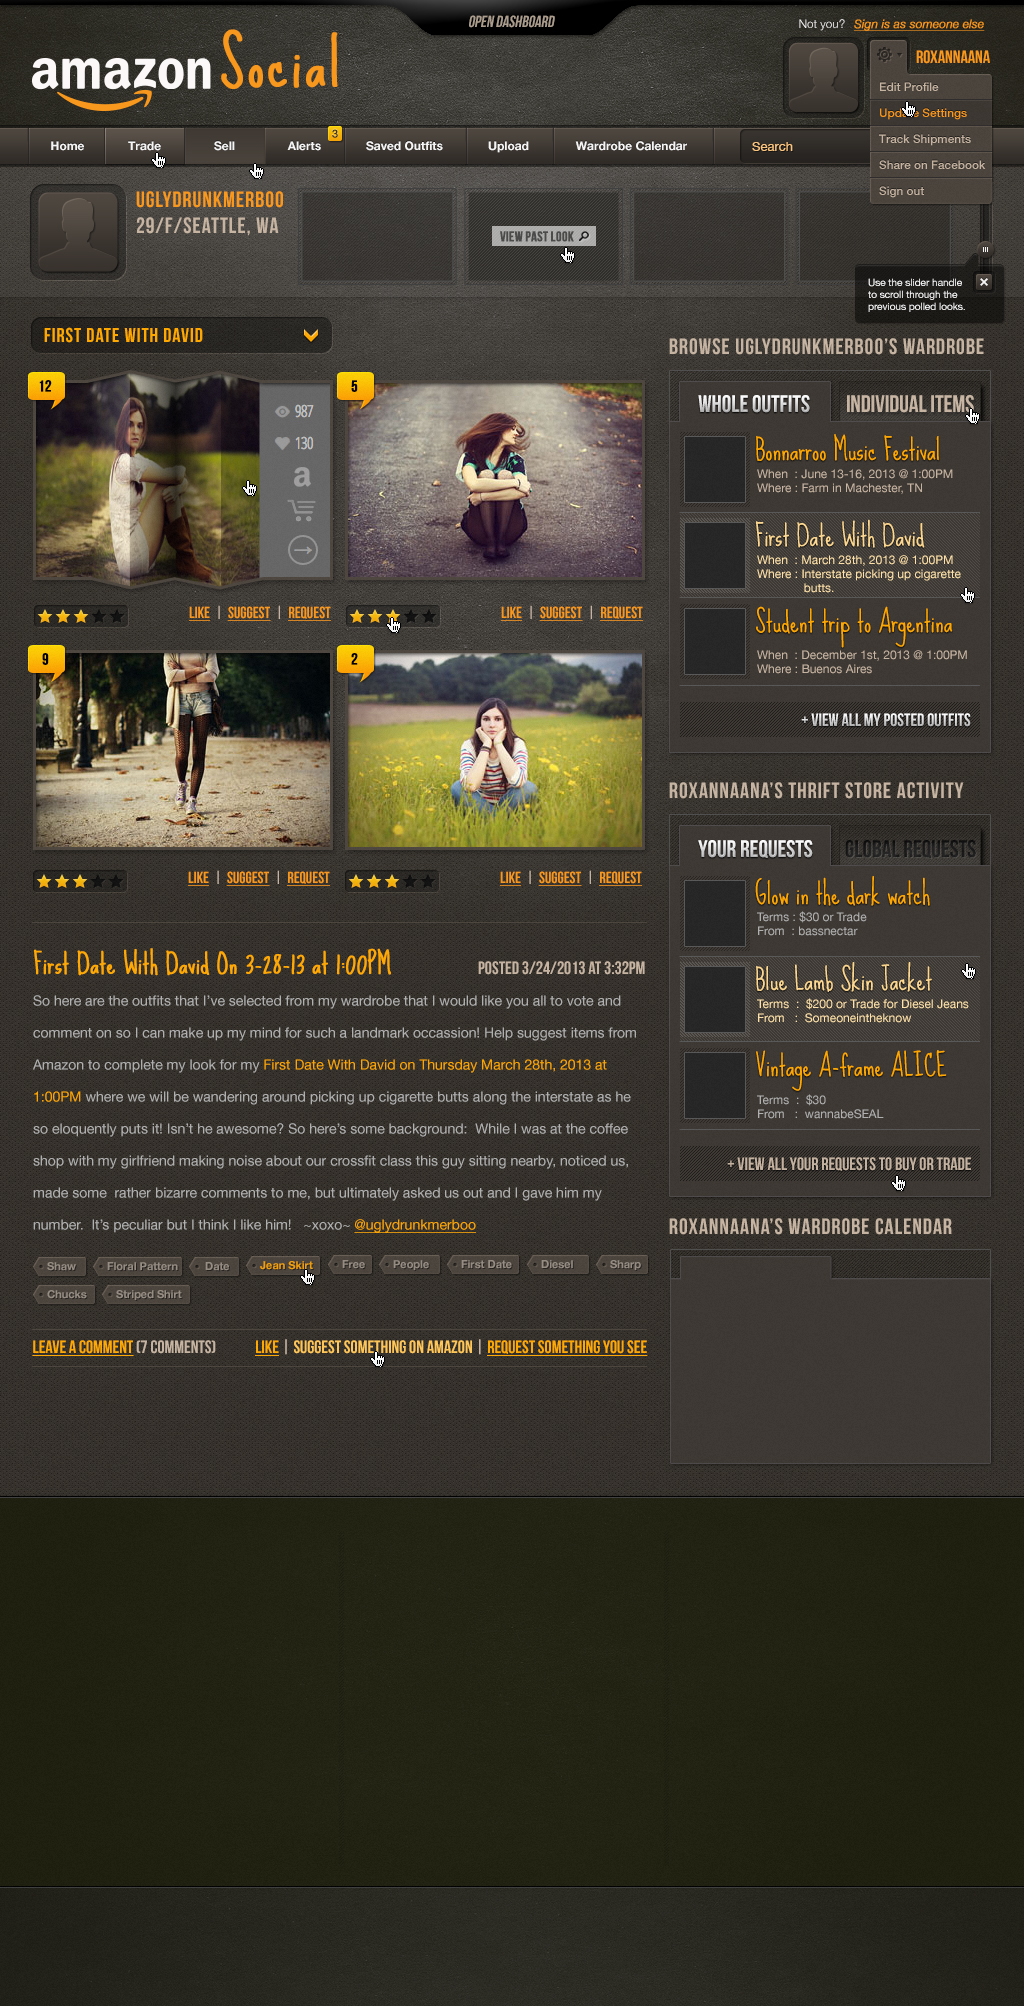 OPEN DASHBOARD
Not you? Sign is as someone else
amazon Social
ROXANNAANA
Edit Profile
Update Settings
Track Shipments
Share on Facebook
Sign out
Home
Trade
Sell
Alerts
3
Saved Outfits
Upload
Wardrobe Calendar
Search
UGLYDRUNKMERBOO
29/F/SEATTLE, WA
VIEW PAST LOOK
Use the slider handle
to scroll through the
previous polled looks.
FIRST DATE WITH DAVID
12
987
130
a
5
LIKE | SUGGEST | REQUEST
LIKE | SUGGEST | REQUEST
9
2
LIKE | SUGGEST | REQUEST
LIKE | SUGGEST | REQUEST
First Date With David On 3-28-13 at 1:00PM
POSTED 3/24/2013 AT 3:32PM
So here are the outfits that I've selected from my wardrobe that I would like you all to vote and
comment on so I can make up my mind for such a landmark occassion! Help suggest items from
Amazon to complete my look for my First Date With David on Thursday March 28th, 2013 at
1:00PM where we will be wandering around picking up cigarette butts along the interstate as he
so eloquently puts it! Isn't he awesome? So here's some background:  While I was at the coffee
shop with my girlfriend making noise about our crossfit class this guy sitting nearby, noticed us,
made some  rather bizarre comments to me, but ultimately asked us out and I gave him my
number.  It's peculiar but I think I like him!   ~xoxo~ @uglydrunkmerboo
Shaw
Floral Pattern
Date
Jean Skirt
Free
People
First Date
Diesel
Sharp
Chucks
Striped Shirt
LEAVE A COMMENT (7 COMMENTS)
LIKE | SUGGEST SOMETHING ON AMAZON | REQUEST SOMETHING YOU SEE
BROWSE UGLYDRUNKMERBOO'S WARDROBE
WHOLE OUTFITS
INDIVIDUAL ITEMS
Bonnarroo Music Festival
When : June 13-16, 2013 @ 1:00PM
Where : Farm in Machester, TN
First Date With David
When : March 28th, 2013 @ 1:00PM
Where : Interstate picking up cigarette
butts.
Student trip to Argentina
When : December 1st, 2013 @ 1:00PM
Where : Buenos Aires
+ VIEW ALL MY POSTED OUTFITS
ROXANNAANA'S THRIFT STORE ACTIVITY
YOUR REQUESTS
GLOBAL REQUESTS
Glow in the dark watch
Terms : $30 or Trade
From : bassnectar
Blue Lamb Skin Jacket
Terms : $200 or Trade for Diesel Jeans
From : Someoneintheknow
Vintage A-frame ALICE
Terms : $30
From : wannabeSEAL
+ VIEW ALL YOUR REQUESTS TO BUY OR TRADE
ROXANNAANA'S WARDROBE CALENDAR